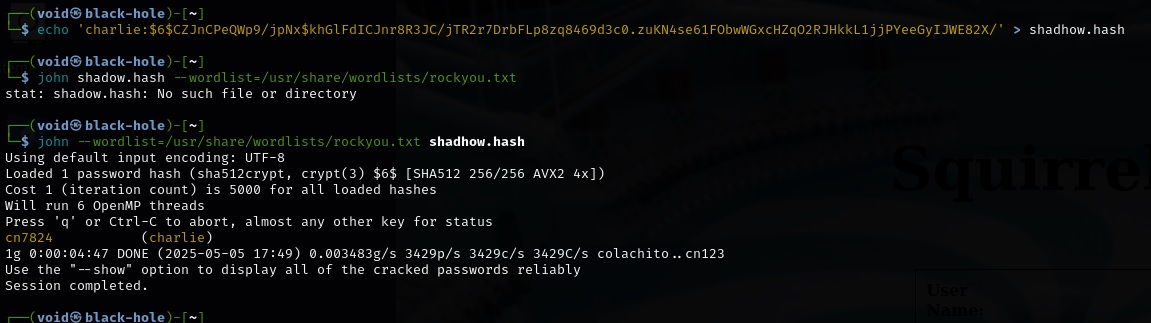 ┌──(void㉿black-hole)-[~]
└─$ echo 'charlie:$6$CZJnCPeQWp9/jpNx$khGlFdICJnr8R3JC/jTR2r7DrbFLp8zq8469d3c0.zuKN4se61FObwWGxcHZqO2RJHkkL1jjPYeeGyIJWE82X/' > shadhow.hash
┌──(void㉿black-hole)-[~]
└─$ john shadow.hash --wordlist=/usr/share/wordlists/rockyou.txt
stat: shadow.hash: No such file or directory
┌──(void㉿black-hole)-[~]
└─$ john --wordlist=/usr/share/wordlists/rockyou.txt shadhow.hash
Using default input encoding: UTF-8
Loaded 1 password hash (sha512crypt, crypt(3) $6$ [SHA512 256/256 AVX2 4x])
Cost 1 (iteration count) is 5000 for all loaded hashes
Will run 6 OpenMP threads
Press 'q' or Ctrl-C to abort, almost any other key for status
cn7824           (charlie)
1g 0:00:04:47 DONE (2025-05-05 17:49) 0.003483g/s 3429p/s 3429c/s 3429C/s colachito..cn123
Use the "--show" option to display all of the cracked passwords reliably
Session completed.
┌──(void㉿black-hole)-[~]
Squirrel
User
Name: